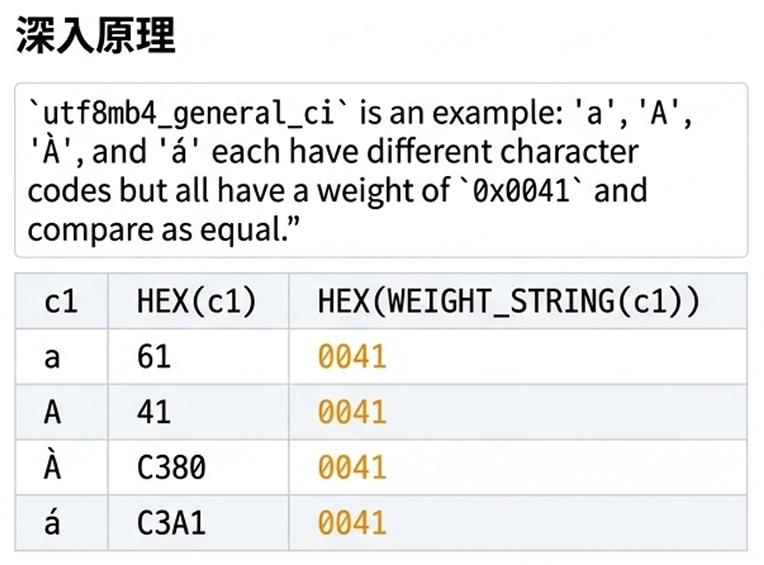 深入原理
`utf8mb4_general_ci` is an example: 'a', 'A',
'À', and 'á' each have different character
codes but all have a weight of `0x0041` and
compare as equal.”
c1 HEX(c1) HEX(WEIGHT_STRING(c1))
a 61 0041
A 41 0041
À C380 0041
á C3A1 0041